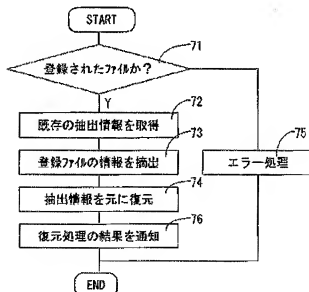 START
71
登録されたファイルか?
Y
72
既存の抽出情報を取得
73
登録ファイルの情報を摘出
75
エラー処理
74
抽出情報を元に復元
76
復元処理の結果を通知
END